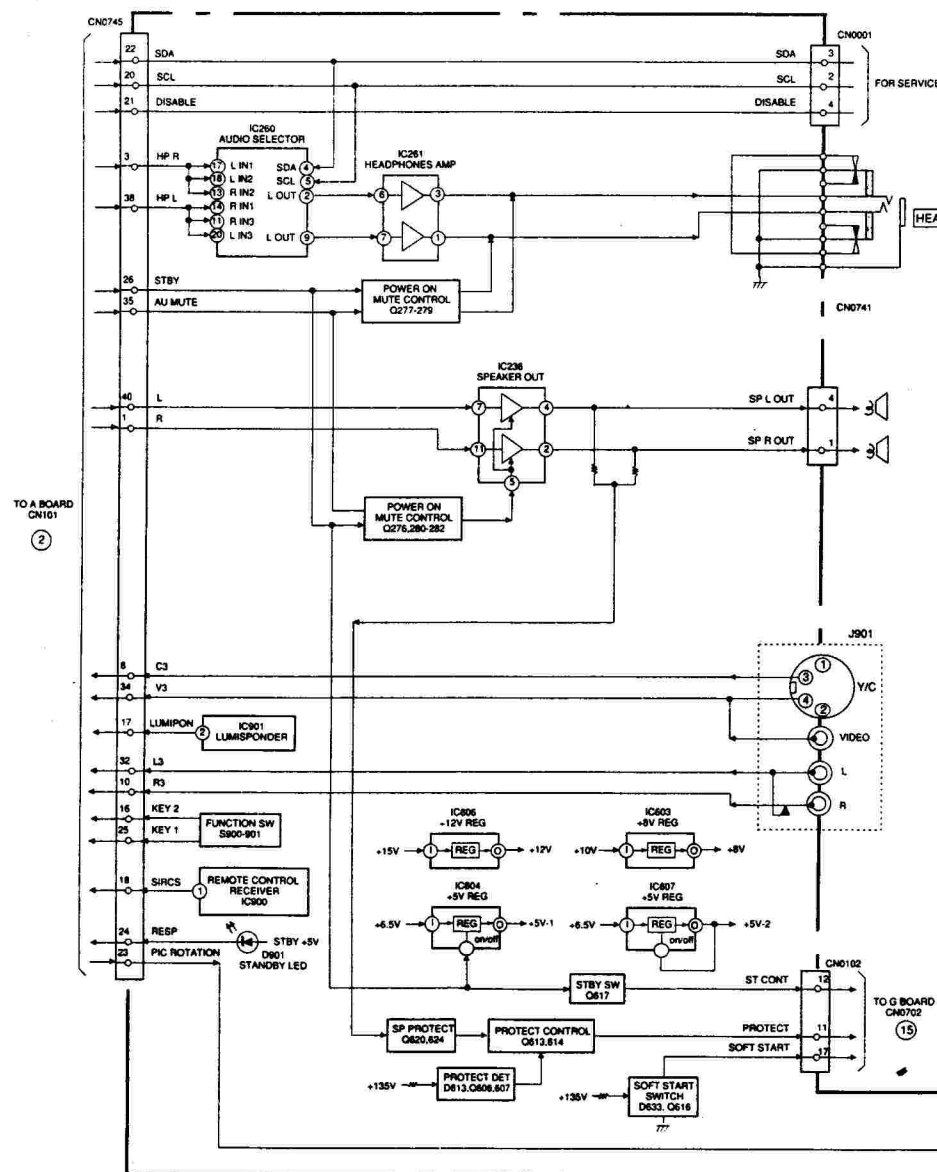 CN0745
CN0001
22 SDA SDA 3
20 SCL SCL 2
FOR SERVICE
21 DISABLE DISABLE 4
IC260
AUDIO SELECTOR
IC261
HEADPHONES AMP
3 HP R
17 L IN1 SDA 4
18 L IN2 SCL 5
13 R IN2 L OUT 2 6 3
38 HP L
14 R IN1
11 R IN3
20 L IN3 L OUT 9 7 1
HEA
26 STBY
35 AU MUTE
POWER ON
MUTE CONTROL
Q277-279
CN0741
IC236
SPEAKER OUT
40 L 7 4 SP L OUT 4
1 R 11 2 SP R OUT 1
5
TO A BOARD
CN101
2
POWER ON
MUTE CONTROL
Q276,280-282
J901
8 C3
34 V3
1
3
4
2
Y/C
17 LUMIPON
2
IC901
LUMISPONDER
VIDEO
32 L3 L
10 R3 R
16 KEY 2
25 KEY 1
FUNCTION SW
S900-901
IC606
+12V REG
+15V I REG O +12V
IC603
+8V REG
+10V I REG O +8V
18 SIRCS
1
REMOTE CONTROL
RECEIVER
IC900
IC604
+5V REG
+6.5V I REG O +5V-1
on/off
IC607
+5V REG
+6.5V I REG O +5V-2
on/off
24 RESP
STBY +5V
D901
STANDBY LED
23 PIC ROTATION
CN0102
STBY SW
Q617
ST CONT 12
TO G BOARD
CN0702
15
SP PROTECT
Q620,624
PROTECT CONTROL
Q613,614
PROTECT 11
SOFT START 17
+135V
PROTECT DET
D613,Q606,607
+135V
SOFT START
SWITCH
D633, Q616